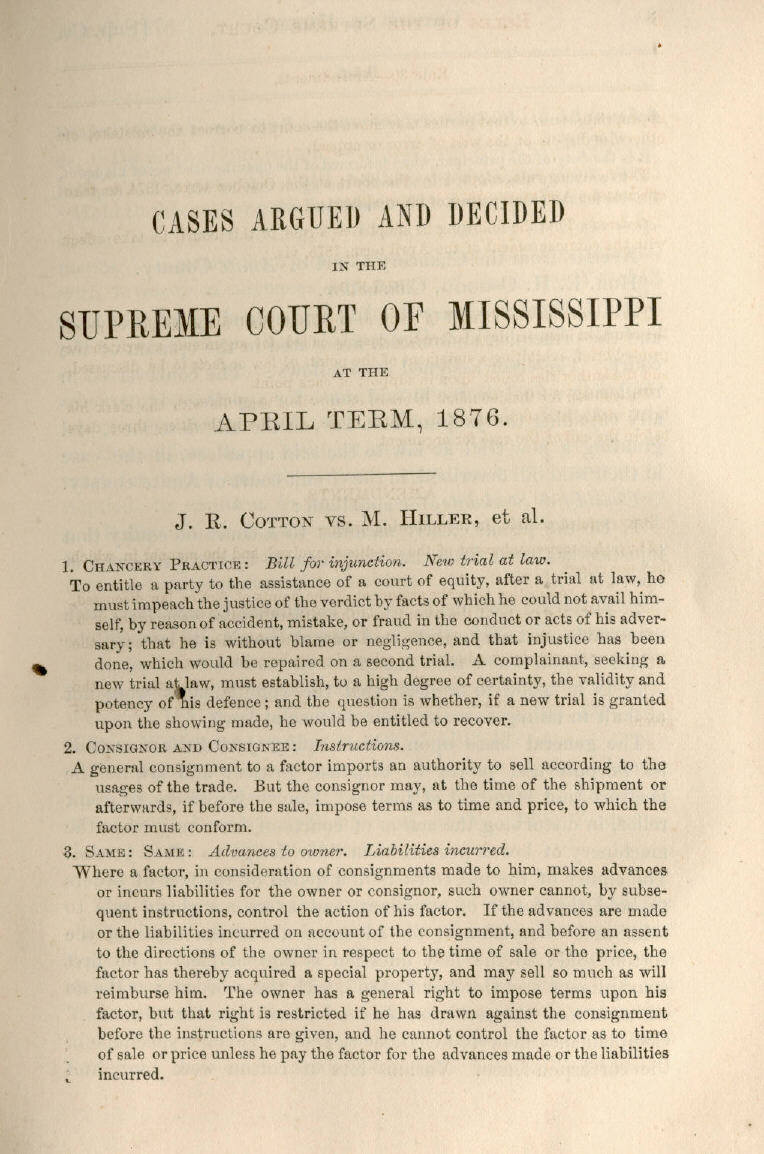 CASES ARGUED AND DECIDED
IN THE
SUPREME COURT OF MISSISSIPPI
AT THE
APRIL TERM, 1876.
J. R. COTTON VS. M. HILLER, et al.
1. CHANCERY PRACTICE: Bill for injunction. New trial at law.
To entitle a party to the assistance of a court of equity, after a trial at law, he
must impeach the justice of the verdict by facts of which he could not avail him-
self, by reason of accident, mistake, or fraud in the conduct or acts of his adver-
sary; that he is without blame or negligence, and that injustice has been
done, which would be repaired on a second trial. A complainant, seeking a
new trial at law, must establish, to a high degree of certainty, the validity and
potency of his defence; and the question is whether, if a new trial is granted
upon the showing made, he would be entitled to recover.
2. CONSIGNOR AND CONSIGNEE: Instructions.
A general consignment to a factor imports an authority to sell according to the
usages of the trade. But the consignor may, at the time of the shipment or
afterwards, if before the sale, impose terms as to time and price, to which the
factor must conform.
3. SAME: SAME: Advances to owner. Liabilities incurred.
Where a factor, in consideration of consignments made to him, makes advances
or incurs liabilities for the owner or consignor, such owner cannot, by subse-
quent instructions, control the action of his factor. If the advances are made
or the liabilities incurred on account of the consignment, and before an assent
to the directions of the owner in respect to the time of sale or the price, the
factor has thereby acquired a special property, and may sell so much as will
reimburse him. The owner has a general right to impose terms upon his
factor, but that right is restricted if he has drawn against the consignment
before the instructions are given, and he cannot control the factor as to time
of sale or price unless he pay the factor for the advances made or the liabilities
incurred.